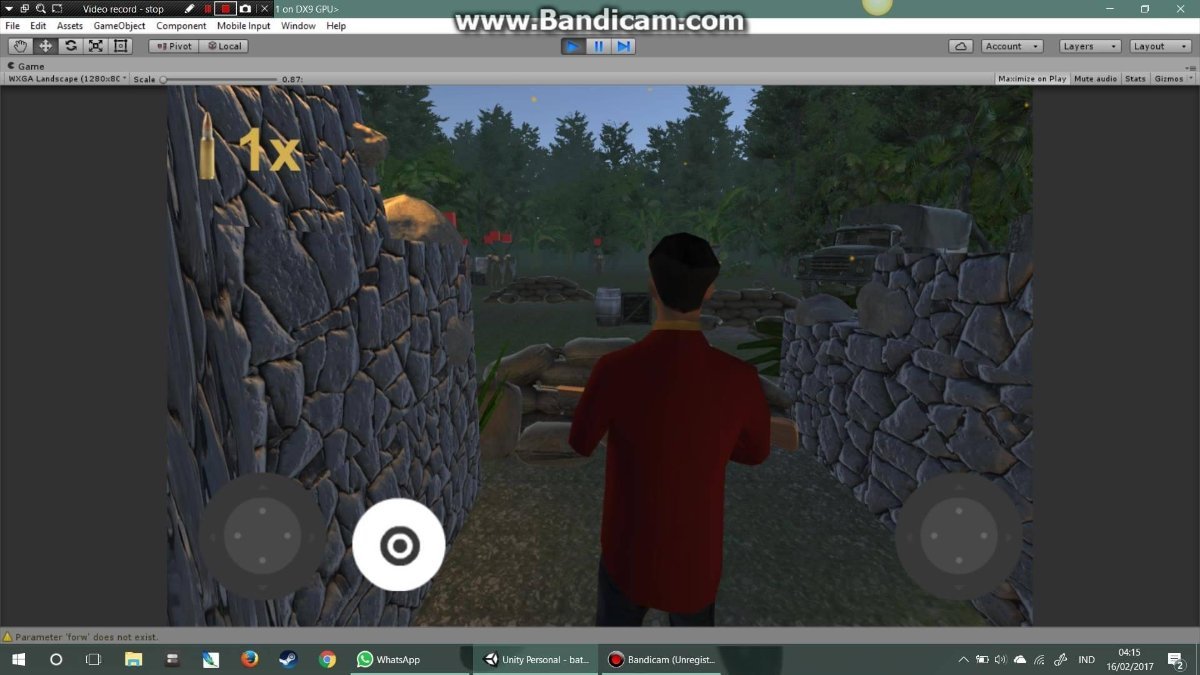 Video record - stop
1 on DX9 GPU>
www.Bandicam.com
File Edit Assets GameObject Component Mobile Input Window Help
Pivot Local
Account Layers Layout
Game
WXGA Landscape (1280x80 Scale 0.87: Maximize on Play Mute audio Stats Gizmos
1x
Parameter 'forw' does not exist.
WhatsApp
Unity Personal - bat...
Bandicam (Unregist...
IND
04:15
16/02/2017
2